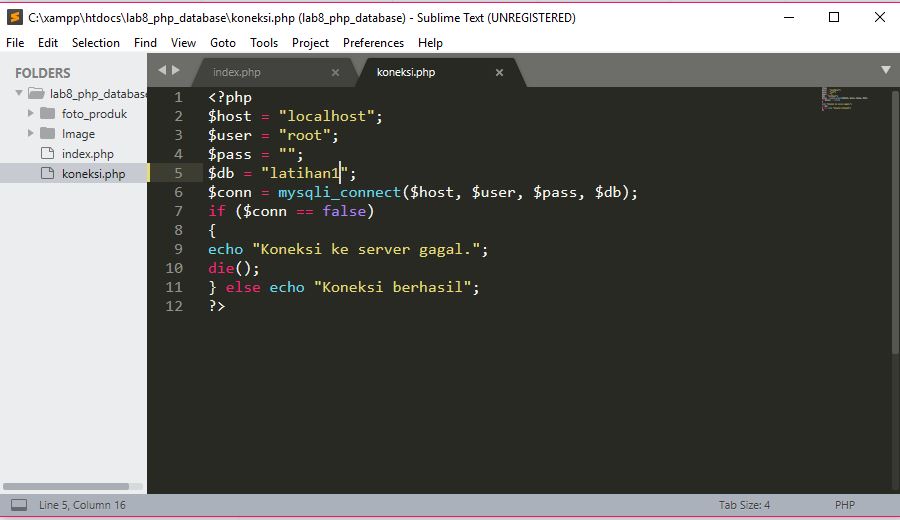 C:\xampp\htdocs\lab8_php_database\koneksi.php (lab8_php_database) - Sublime Text (UNREGISTERED)
File Edit Selection Find View Goto Tools Project Preferences Help
FOLDERS
lab8_php_database
foto_produk
Image
index.php
koneksi.php
index.php koneksi.php
1 <?php
2 $host = "localhost";
3 $user = "root";
4 $pass = "";
5 $db = "latihan1";
6 $conn = mysqli_connect($host, $user, $pass, $db);
7 if ($conn == false)
8 {
9 echo "Koneksi ke server gagal.";
10 die();
11 } else echo "Koneksi berhasil";
12 ?>
Line 5, Column 16 Tab Size: 4 PHP